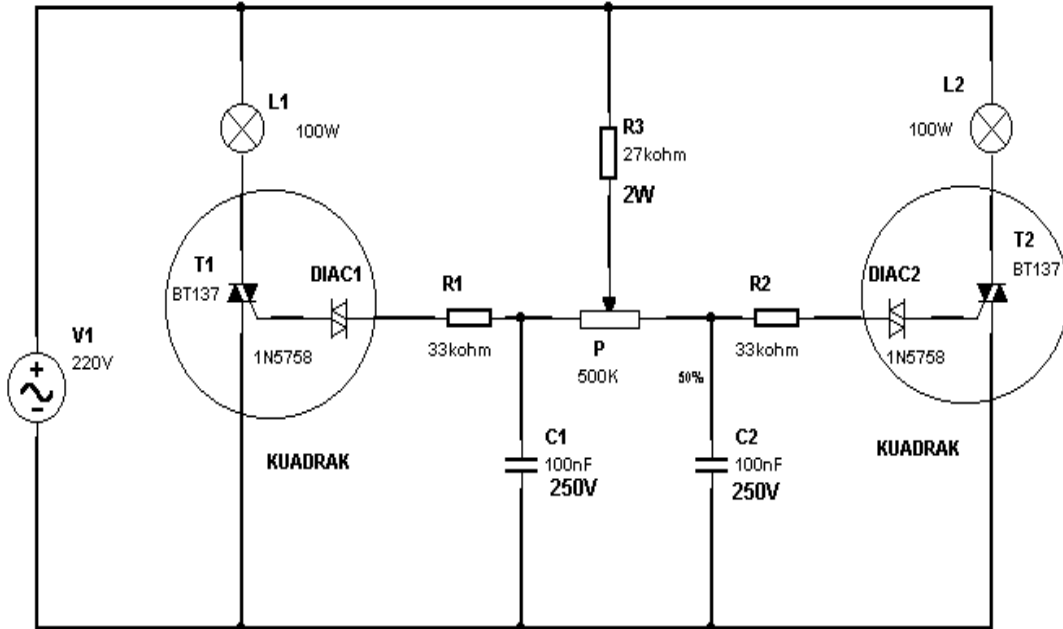 L1
100W
L2
100W
R3
27kohm
2W
T1
BT137
DIAC1
R1
R2
DIAC2
T2
BT137
V1
220V
1N5758
33kohm
P
500K
50%
33kohm
1N5758
KUADRAK
C1
100nF
250V
C2
100nF
250V
KUADRAK